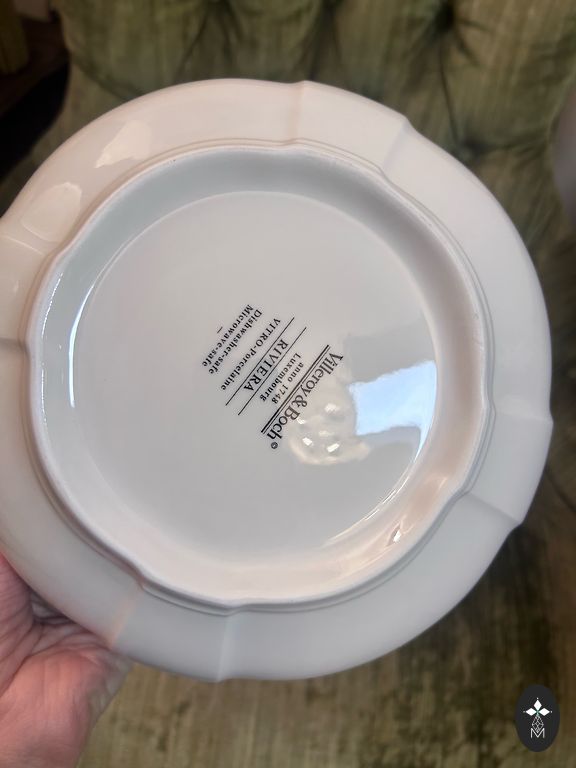 Villeroy & Boch ©
anno 1748
Luxembourg
RIVIERA
VITRO-Porcelaine
Dishwasher-safe
Microwave-safe
M